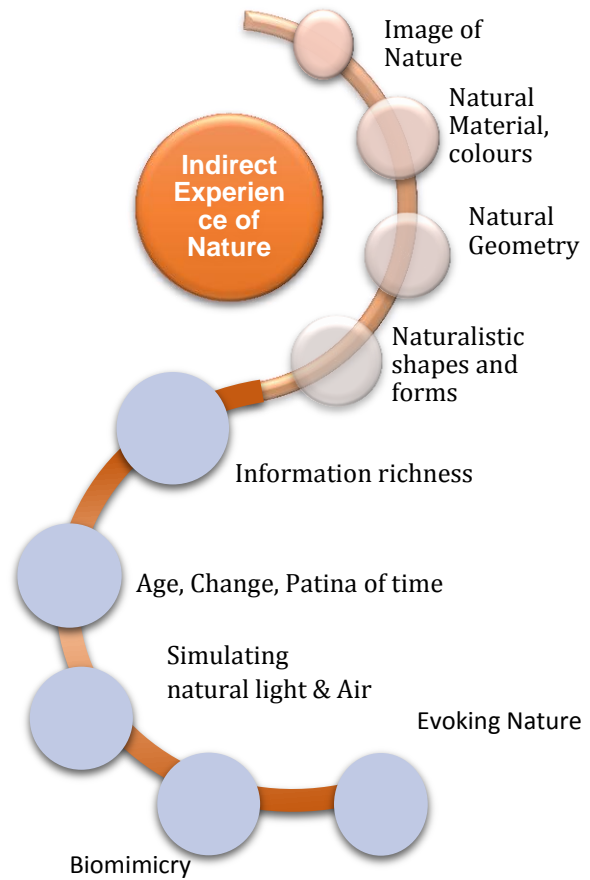 Image of
Nature
Natural
Material,
colours
Indirect
Experien
ce of
Nature
Natural
Geometry
Naturalistic
shapes and
forms
Information richness
Age, Change, Patina of time
Simulating
natural light & Air
Evoking Nature
Biomimicry